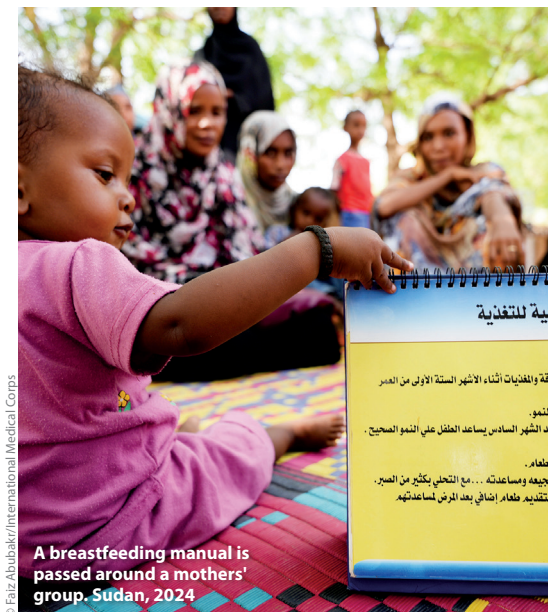 ية للتغذية
قة والمغذيات أثناء الأشهر الستة الأولى من العمر
النمو.
د الشهر السادس يساعد الطفل علي النمو الصحيح .
طعام.
جيعه ومساعدته ...مع التحلي بكثير من الصبر.
تقديم طعام إضافي بعد المرض لمساعدتهم
© Faiz Abubakr/International Medical Corps
A breastfeeding manual is
passed around a mothers'
group. Sudan, 2024